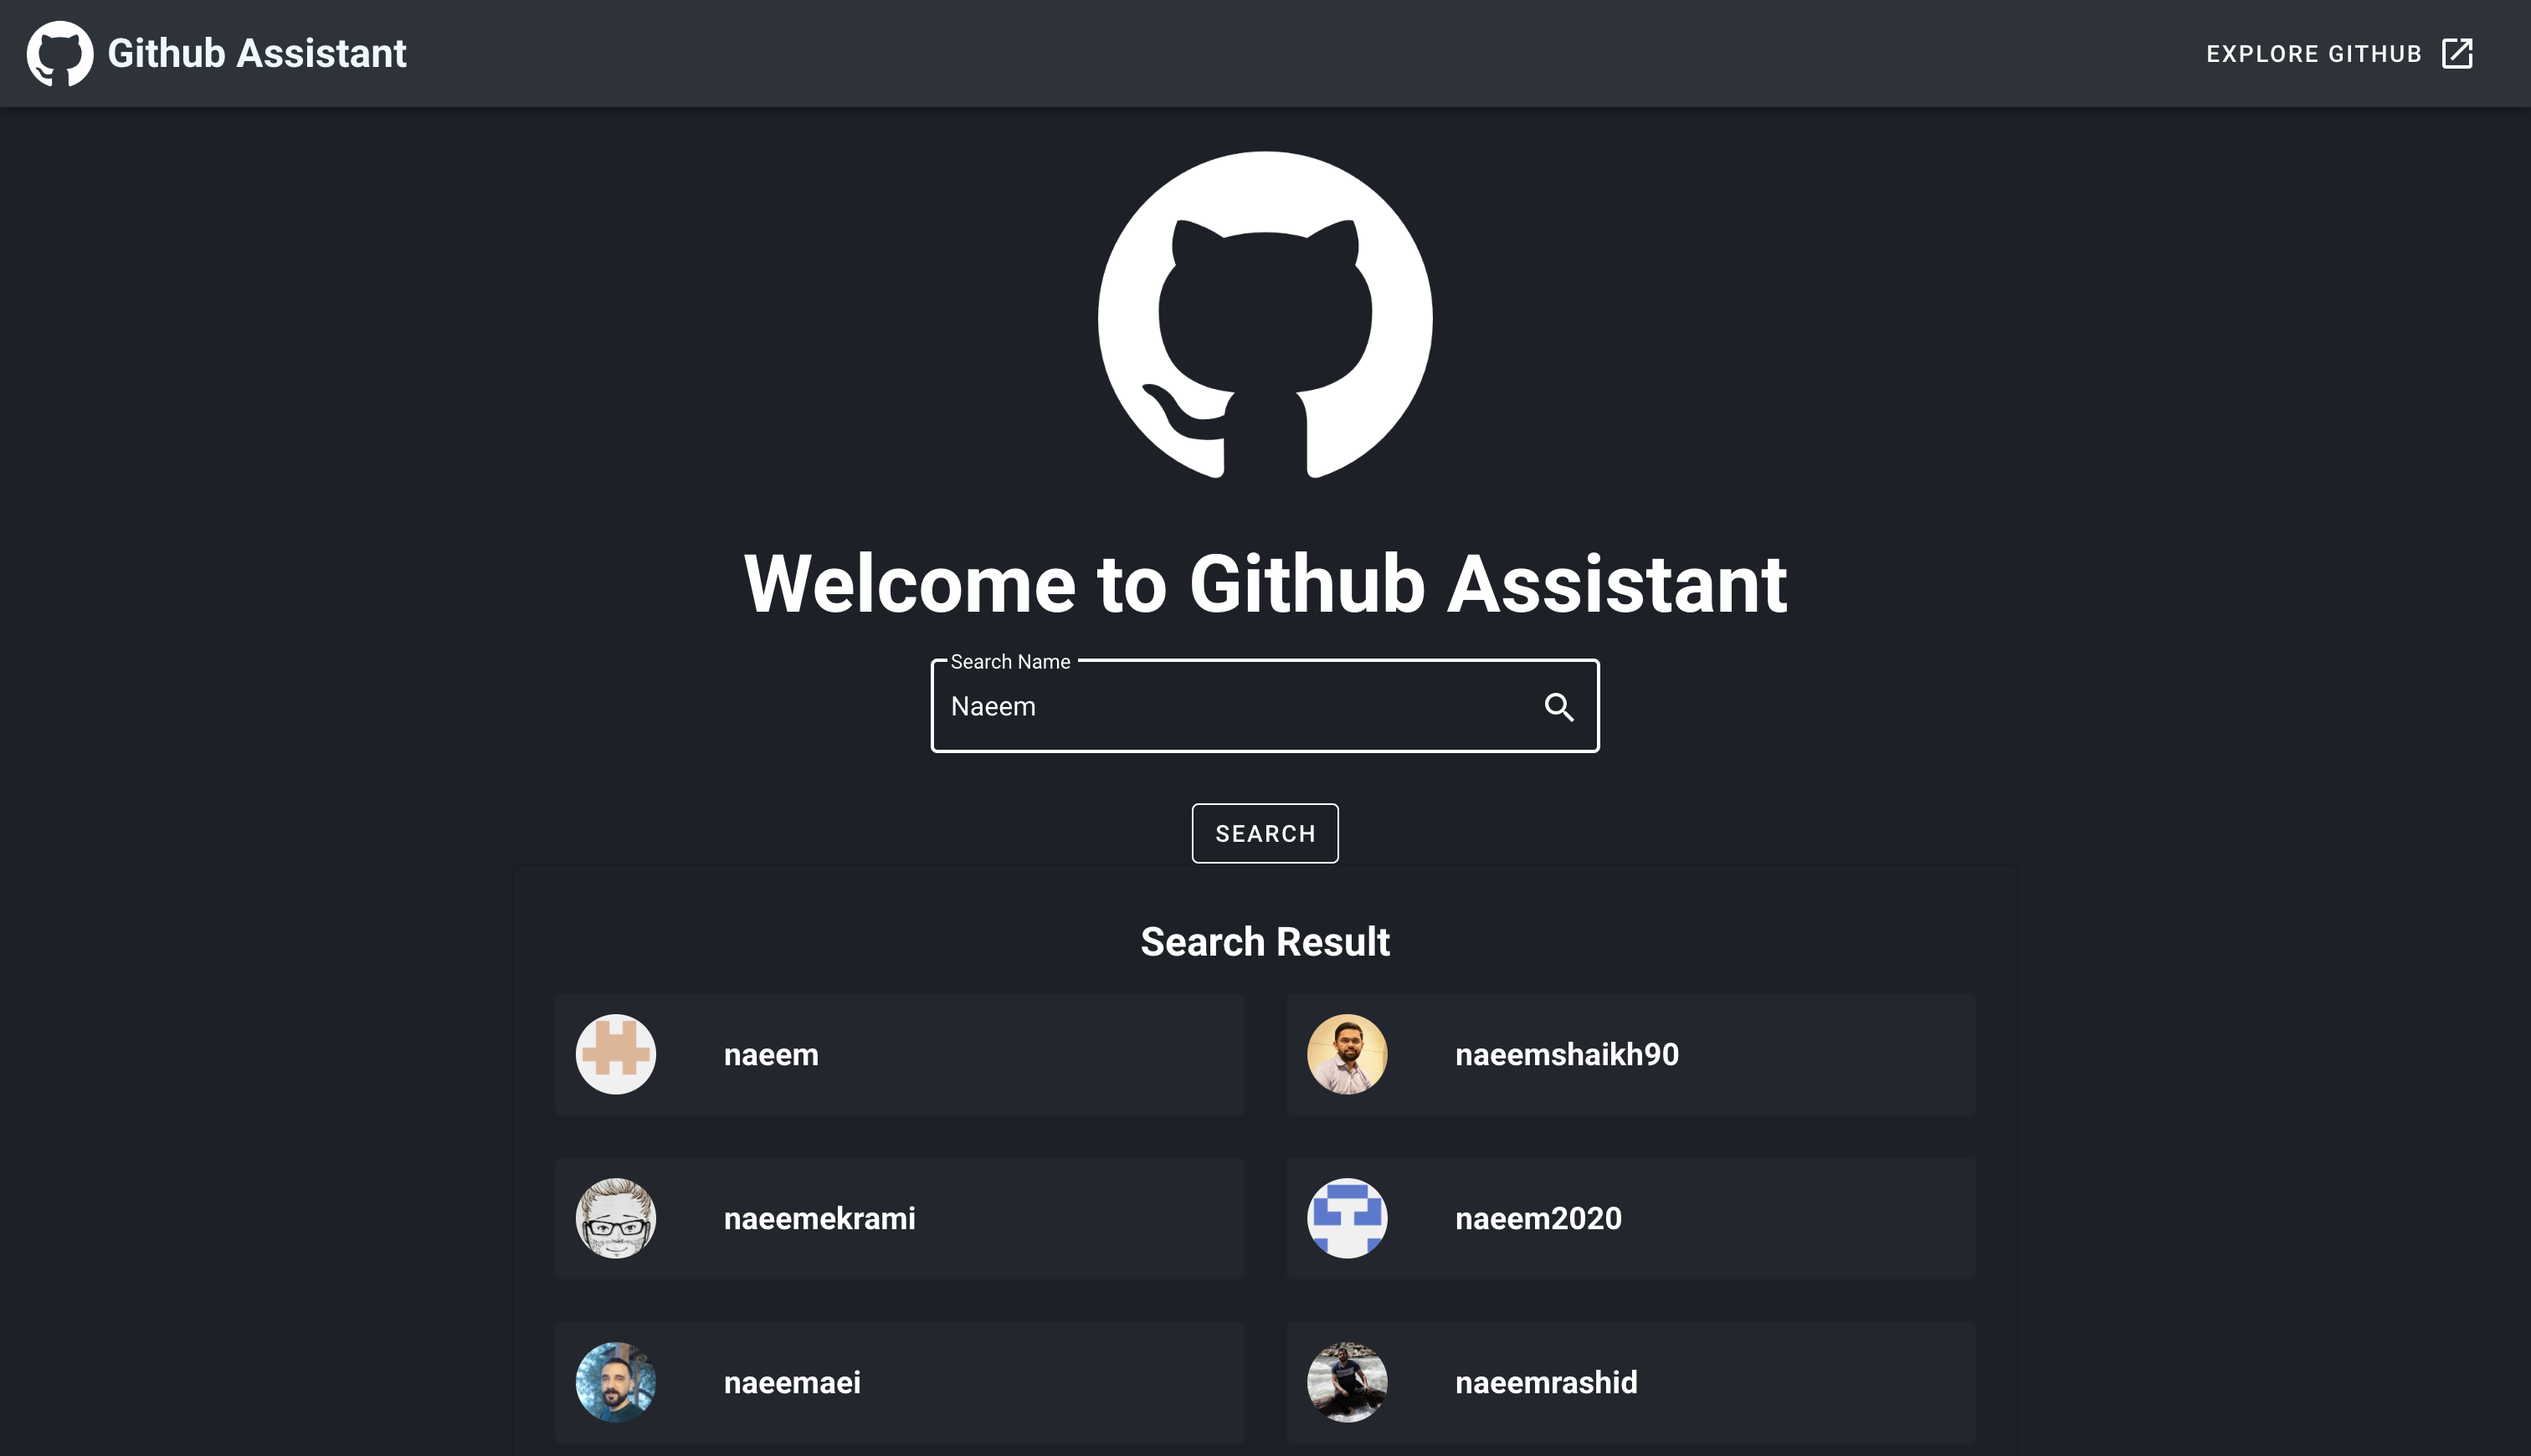 Github Assistant
EXPLORE GITHUB
Welcome to Github Assistant
Search Name
Naeem
SEARCH
Search Result
naeem
naeemshaikh90
naeemekrami
naeem2020
naeemaei
naeemrashid